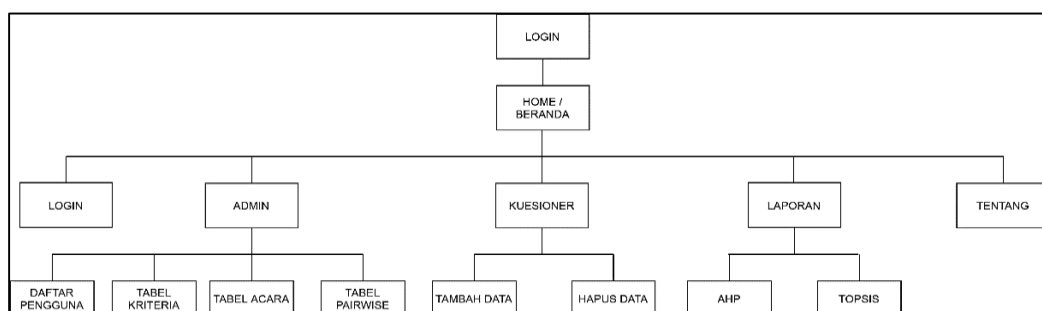 LOGIN
HOME /
BERANDA
LOGIN
ADMIN
KUESIONER
LAPORAN
TENTANG
DAFTAR
PENGGUNA
TABEL
KRITERIA
TABEL ACARA
TABEL
PAIRWISE
TAMBAH DATA
HAPUS DATA
AHP
TOPSIS